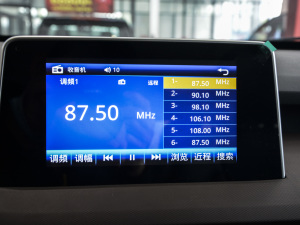 收音机 10
调频1 远程
87.50 MHz
1- 87.50 MHz
2- 90.10 MHz
3- 98.10 MHz
4- 106.10 MHz
5- 108.00 MHz
6- 87.50 MHz
调频 调幅 浏览 近程 搜索